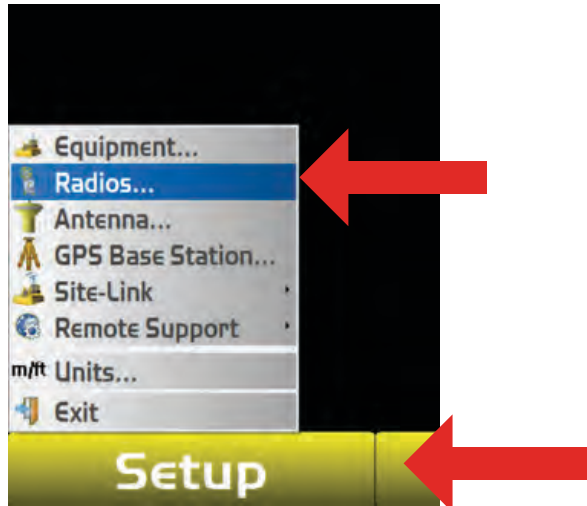 Equipment...
Radios...
Antenna...
GPS Base Station...
Site-Link
Remote Support
m/ft Units...
Exit
Setup